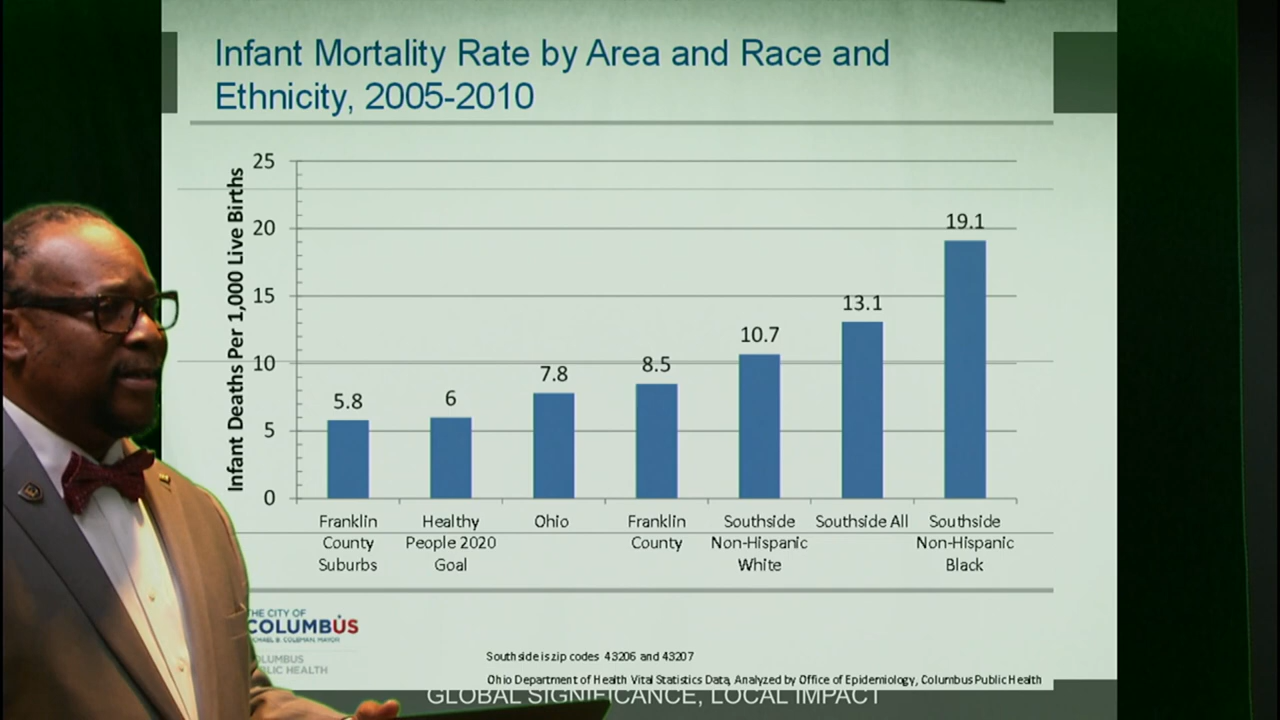 Infant Mortality Rate by Area and Race and
Ethnicity, 2005-2010
Infant Deaths Per 1,000 Live Births
25
20
15
10
5
0
5.8
6
7.8
8.5
10.7
13.1
19.1
Franklin
County
Suburbs
Healthy
People 2020
Goal
Ohio
Franklin
County
Southside
Non-Hispanic
White
Southside All
Southside
Non-Hispanic
Black
THE CITY OF
COLUMBUS
MICHAEL B. COLEMAN, MAYOR
COLUMBUS
PUBLIC HEALTH
Southside is zip codes 43206 and 43207
Ohio Department of Health Vital Statistics Data, Analyzed by Office of Epidemiology, Columbus Public Health
GLOBAL SIGNIFICANCE, LOCAL IMPACT